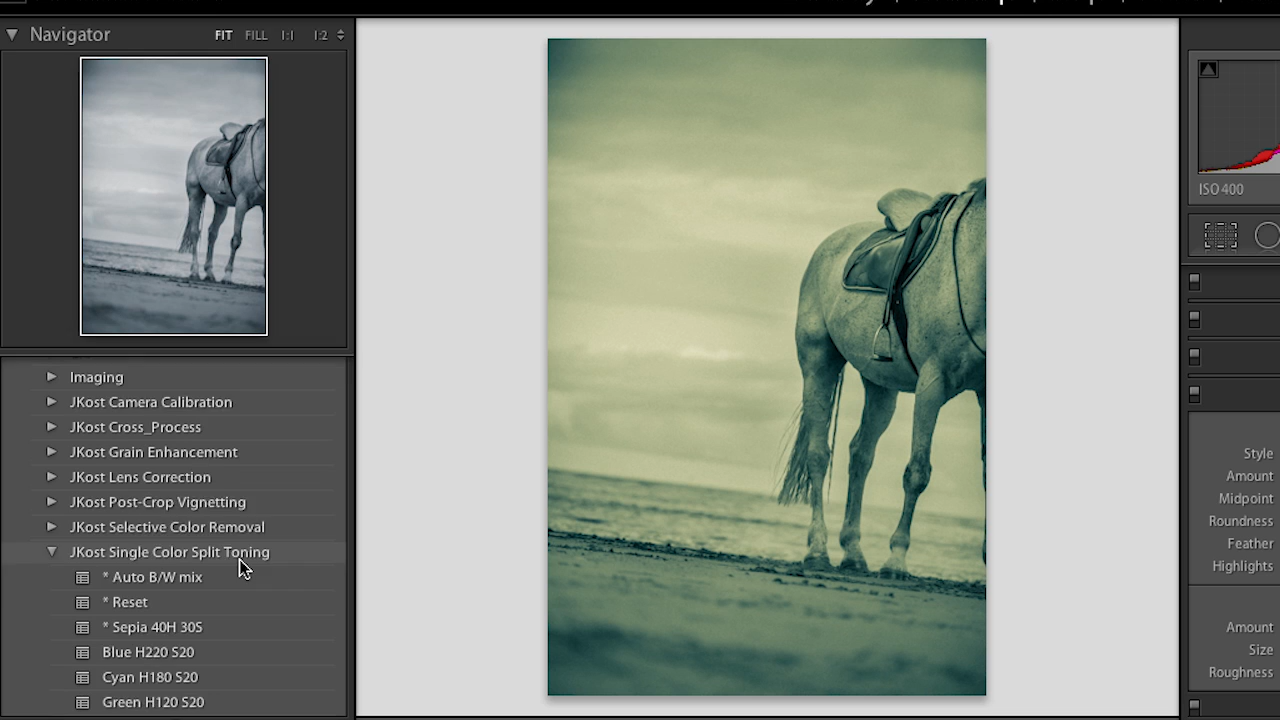 Navigator FIT FILL 1:1 1:2
Imaging
JKost Camera Calibration
JKost Cross_Process
JKost Grain Enhancement
JKost Lens Correction
JKost Post-Crop Vignetting
JKost Selective Color Removal
JKost Single Color Split Toning
* Auto B/W mix
* Reset
* Sepia 40H 30S
Blue H220 S20
Cyan H180 S20
Green H120 S20
ISO 400
Style
Amount
Midpoint
Roundness
Feather
Highlights
Amount
Size
Roughness